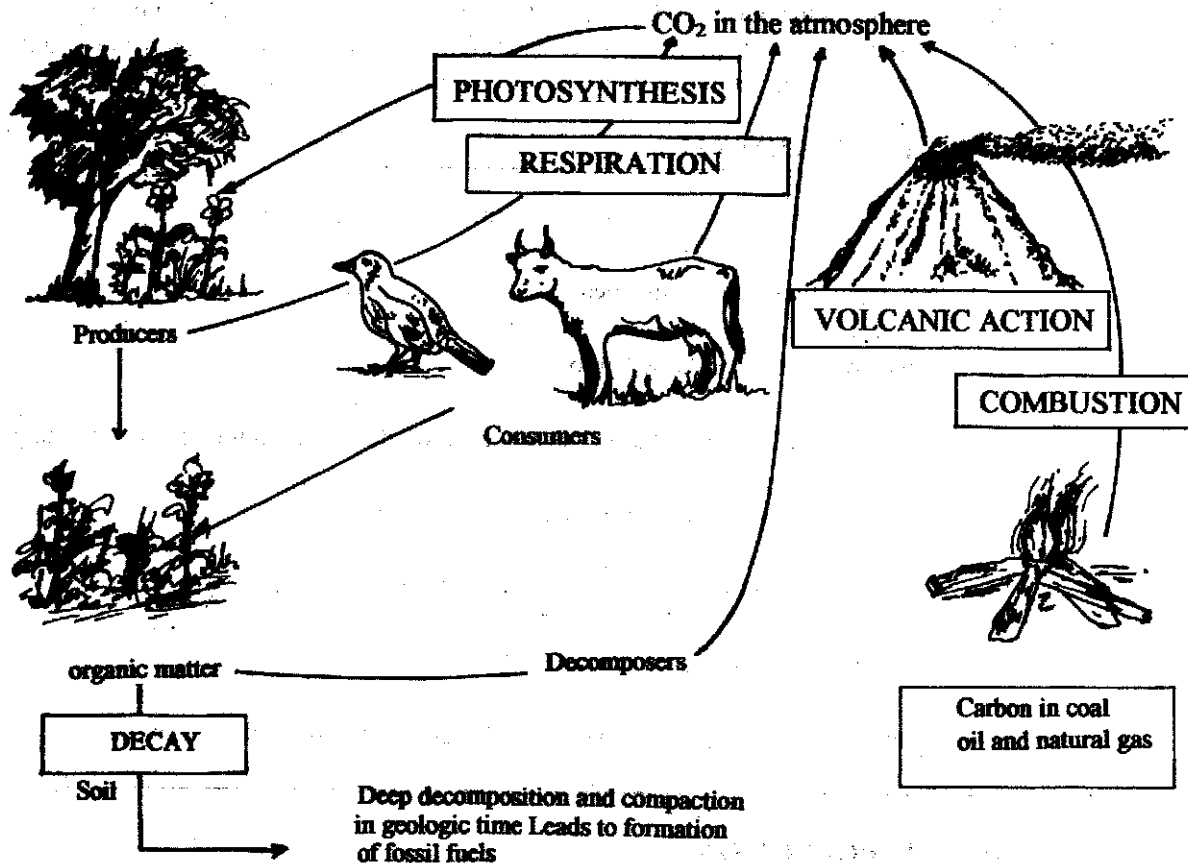 CO₂ in the atmosphere
PHOTOSYNTHESIS
RESPIRATION
Producers
VOLCANIC ACTION
COMBUSTION
Consumers
organic matter
Decomposers
Carbon in coal
oil and natural gas
DECAY
Soil
Deep decomposition and compaction
in geologic time Leads to formation
of fossil fuels